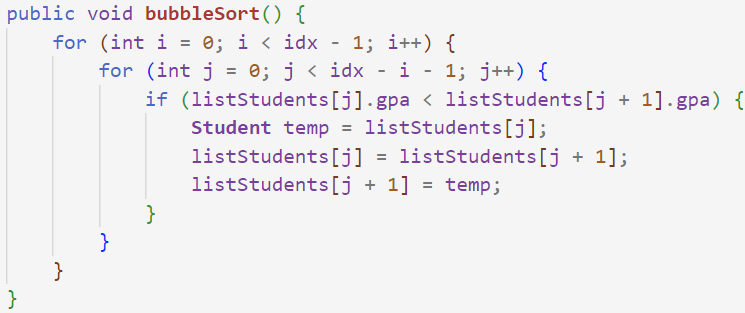 public void bubbleSort() {
    for (int i = 0; i < idx - 1; i++) {
        for (int j = 0; j < idx - i - 1; j++) {
            if (listStudents[j].gpa < listStudents[j + 1].gpa) {
                Student temp = listStudents[j];
                listStudents[j] = listStudents[j + 1];
                listStudents[j + 1] = temp;
            }
        }
    }
}